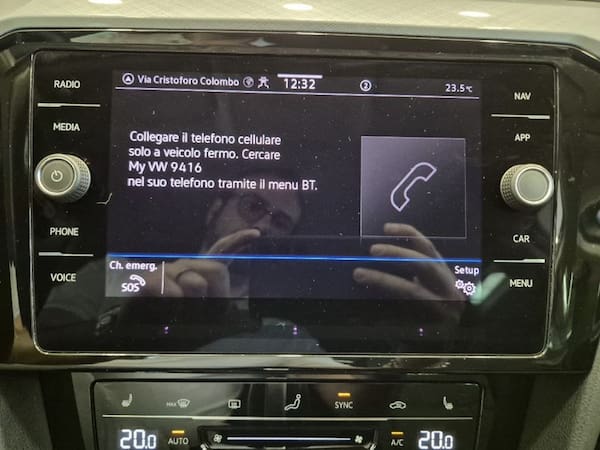 RADIO
MEDIA
PHONE
VOICE
Via Cristoforo Colombo
12:32
2
23.5°C
Collegare il telefono cellulare
solo a veicolo fermo. Cercare
My VW 9416
nel suo telefono tramite il menu BT.
Ch. emerg.
SOS
Setup
NAV
APP
CAR
MENU
MAX
SYNC
20.0
AUTO
A/C
20.0